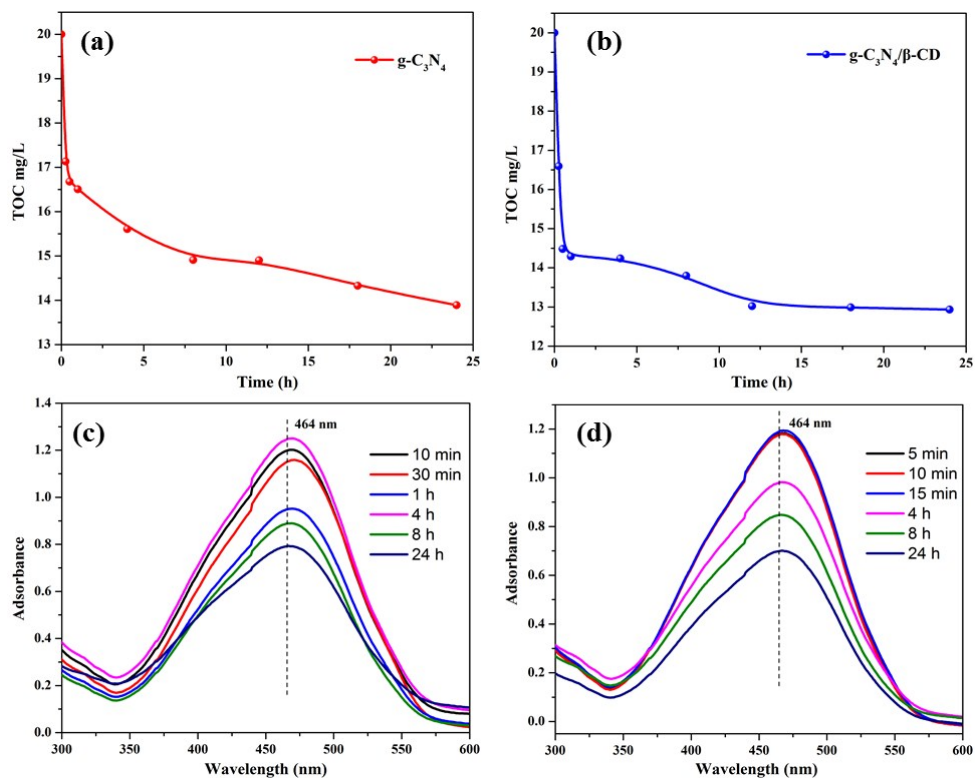 (a)
g-C₃N₄
20
19
18
17
16
15
14
13
TOC mg/L
0 5 10 15 20 25
Time (h)
(b)
g-C₃N₄/β-CD
20
19
18
17
16
15
14
13
12
TOC mg/L
0 5 10 15 20 25
Time (h)
(c)
464 nm
10 min
30 min
1 h
4 h
8 h
24 h
1.4
1.2
1.0
0.8
0.6
0.4
0.2
0.0
Adsorbance
300 350 400 450 500 550 600
Wavelength (nm)
(d)
464 nm
5 min
10 min
15 min
4 h
8 h
24 h
1.2
1.0
0.8
0.6
0.4
0.2
0.0
Adsorbance
300 350 400 450 500 550 600
Wavelength (nm)